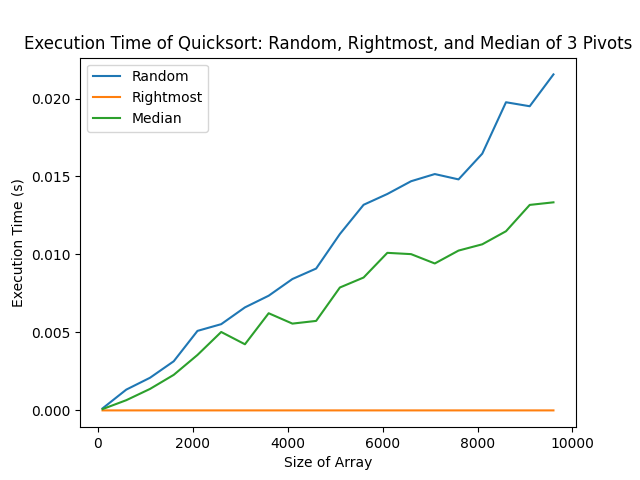 Execution Time of Quicksort: Random, Rightmost, and Median of 3 Pivots
Random
Rightmost
Median
0.020
0.015
0.010
0.005
0.000
Execution Time (s)
0 2000 4000 6000 8000 10000
Size of Array